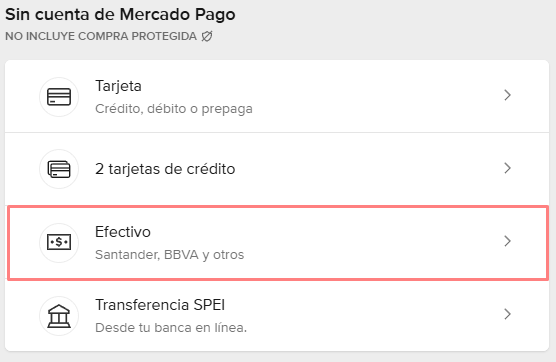 Sin cuenta de Mercado Pago
NO INCLUYE COMPRA PROTEGIDA
Tarjeta
Crédito, débito o prepaga
2 tarjetas de crédito
Efectivo
Santander, BBVA y otros
Transferencia SPEI
Desde tu banca en línea.